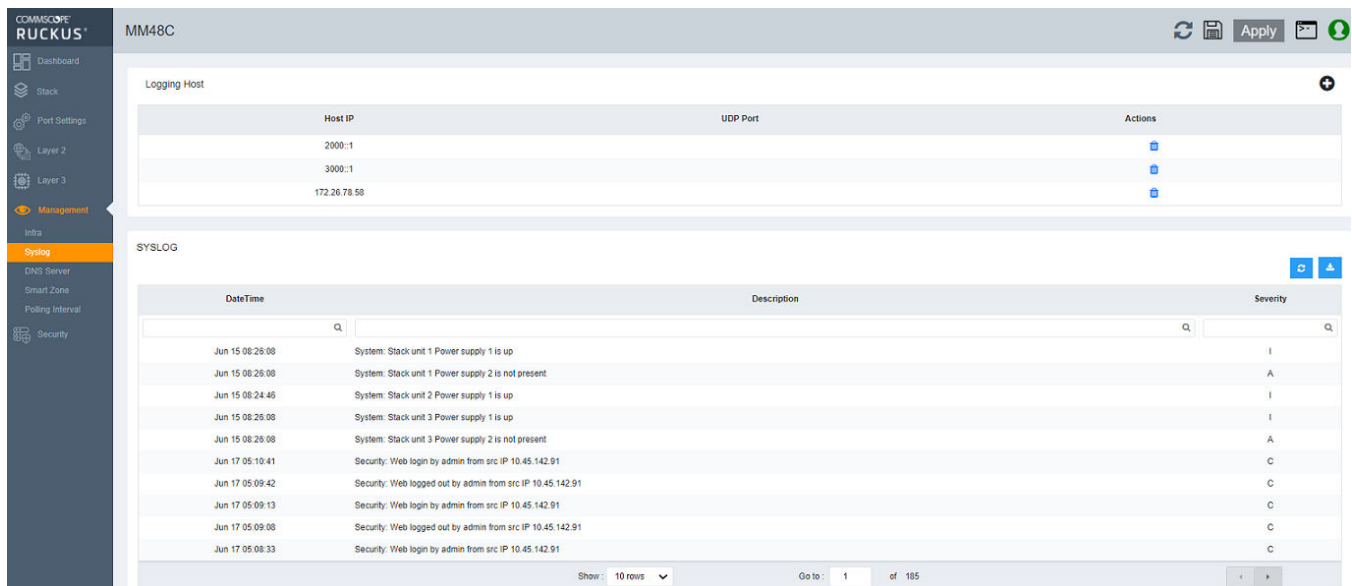 COMMSCOPE®
RUCKUS®
MM48C
Apply
Dashboard
Stack
Port Settings
Layer 2
Layer 3
Management
Infra
Syslog
DNS Server
Smart Zone
Polling Interval
Security
Logging Host
Host IP UDP Port Actions
2000::1
3000::1
172.26.78.58
SYSLOG
DateTime Description Severity
Jun 15 08:26:08 System: Stack unit 1 Power supply 1 is up I
Jun 15 08:26:08 System: Stack unit 1 Power supply 2 is not present A
Jun 15 08:24:46 System: Stack unit 2 Power supply 1 is up I
Jun 15 08:26:08 System: Stack unit 3 Power supply 1 is up I
Jun 15 08:26:08 System: Stack unit 3 Power supply 2 is not present A
Jun 17 05:10:41 Security: Web login by admin from src IP 10.45.142.91 C
Jun 17 05:09:42 Security: Web logged out by admin from src IP 10.45.142.91 C
Jun 17 05:09:13 Security: Web login by admin from src IP 10.45.142.91 C
Jun 17 05:09:08 Security: Web logged out by admin from src IP 10.45.142.91 C
Jun 17 05:08:33 Security: Web login by admin from src IP 10.45.142.91 C
Show : 10 rows Go to : 1 of 185